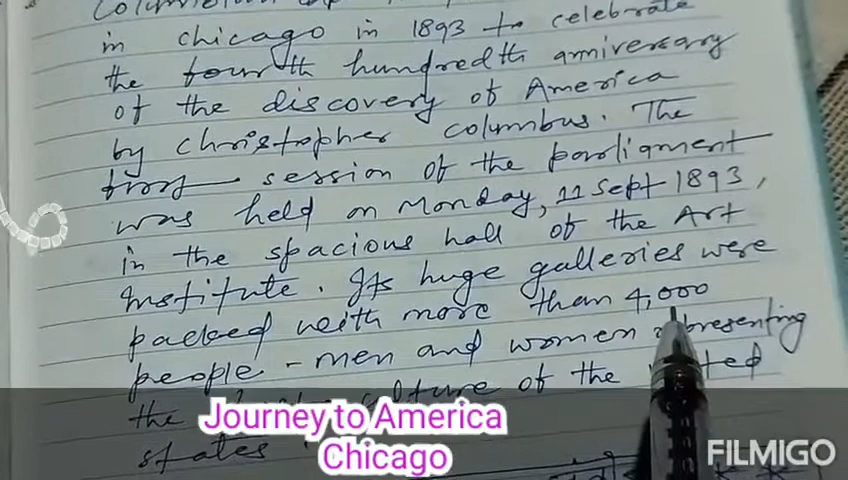 Columbian
in chicago in 1893 to celebrate
the fourth hundredth anniversary
of the discovery of America
by christopher columbus. The
first session of the parliament
was held on Monday, 11 Sept 1893,
in the spacious hall of the Art
Institute. Its huge galleries were
packed with more than 4,000
people - men and women representing
the culture of the United
states
Journey to America
Chicago
FILMIGO